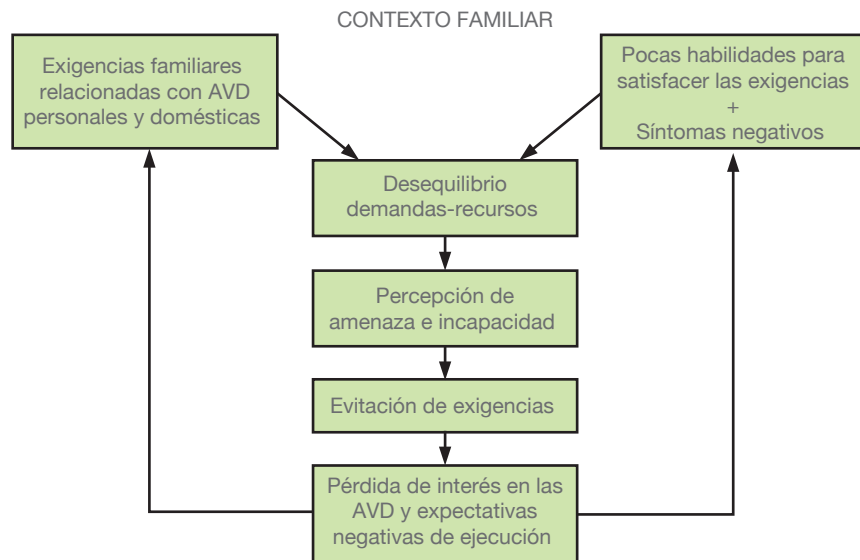 CONTEXTO FAMILIAR
Exigencias familiares
relacionadas con AVD
personales y domésticas
Pocas habilidades para
satisfacer las exigencias
+
Síntomas negativos
Desequilibrio
demandas-recursos
Percepción de
amenaza e incapacidad
Evitación de exigencias
Pérdida de interés en las
AVD y expectativas
negativas de ejecución